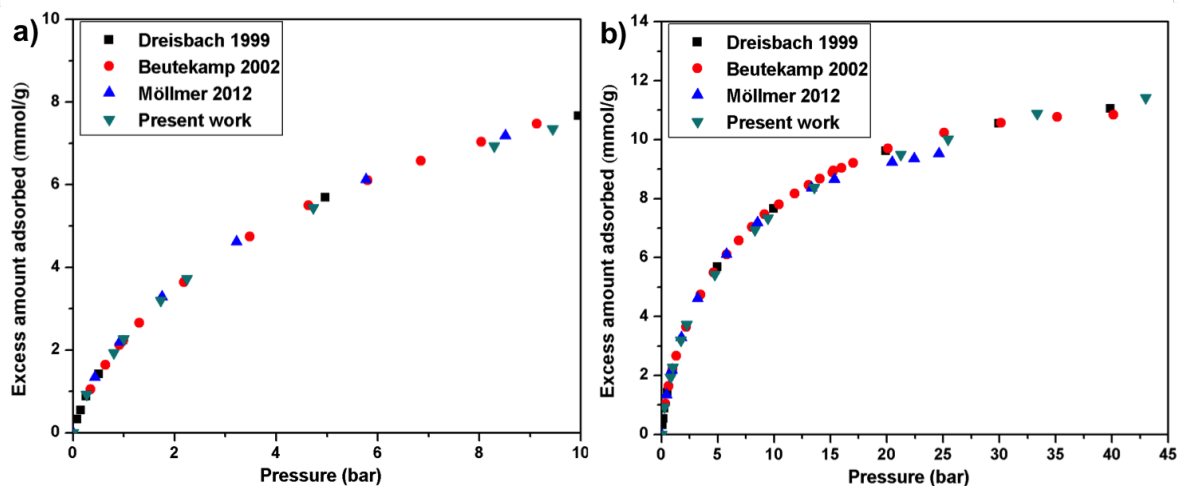 a)
Dreisbach 1999
Beutekamp 2002
Möllmer 2012
Present work
Excess amount adsorbed (mmol/g)
10
8
6
4
2
0
0 2 4 6 8 10
Pressure (bar)
b)
Dreisbach 1999
Beutekamp 2002
Möllmer 2012
Present work
Excess amount adsorbed (mmol/g)
14
12
10
8
6
4
2
0
0 5 10 15 20 25 30 35 40 45
Pressure (bar)